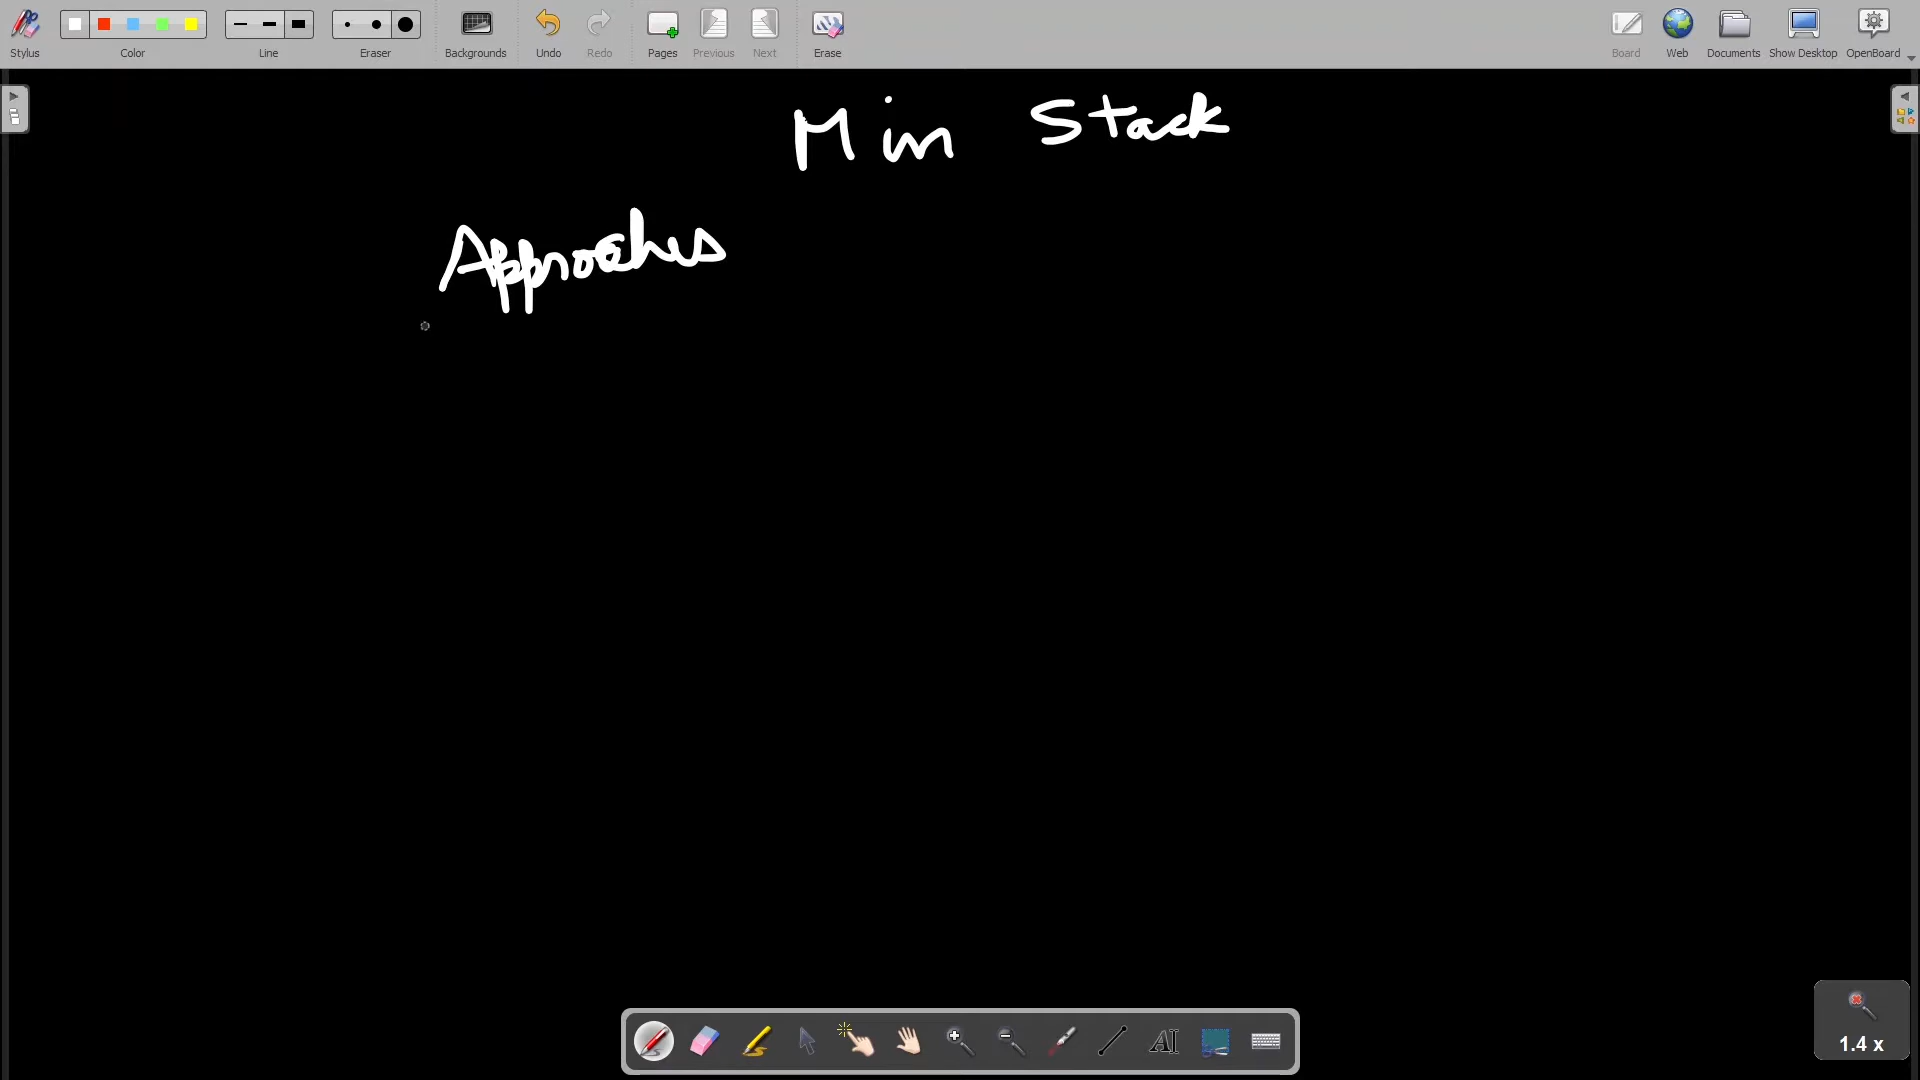 Stylus Color Line Eraser Backgrounds Undo Redo Pages Previous Next Erase Board Web Documents Show Desktop OpenBoard
Min Stack
Approaches
1.4 x